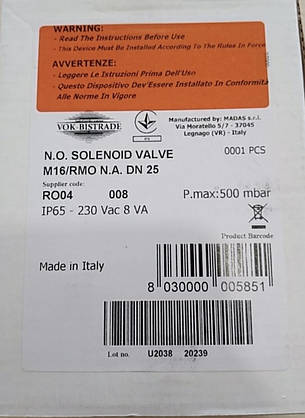 WARNING:
- Read The Instructions Before Use
- This Device Must Be Installed According To The Rules In Force
AVVERTENZE:
- Leggere Le Istruzioni Prima Dell'Uso
- Questo Dispositivo Dev'Essere Installato In Conformità
Alle Norme In Vigore
VOK-BISTRADE
Manufactured by: MADAS s.r.l.
Via Moratello 5/7 - 37045
Legnago (VR) - Italy
N.O. SOLENOID VALVE
0001 PCS
M16/RMO N.A. DN 25
Supplier code:
RO04 008
P.max:500 mbar
IP65 - 230 Vac 8 VA
Product Barcode
Made in Italy
8 030000 005851
Lot no. U2038 20239